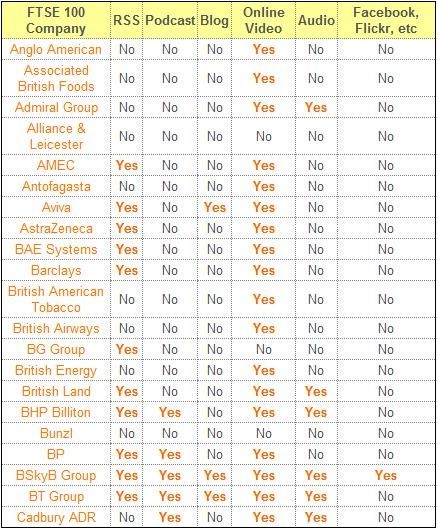 FTSE 100 Company RSS Podcast Blog Online Video Audio Facebook, Flickr, etc
Anglo American No No No Yes No No
Associated British Foods No No No Yes No No
Admiral Group No No No Yes Yes No
Alliance & Leicester No No No No No No
AMEC Yes No No Yes No No
Antofagasta No No No Yes No No
Aviva Yes No Yes Yes No No
AstraZeneca Yes No No Yes No No
BAE Systems Yes No No Yes No No
Barclays Yes No No Yes No No
British American Tobacco No No No Yes No No
British Airways No No No Yes No No
BG Group Yes No No No No No
British Energy No No No Yes No No
British Land Yes No No Yes Yes No
BHP Billiton Yes Yes No Yes Yes No
Bunzl No No No No No No
BP Yes Yes No Yes No No
BSkyB Group Yes Yes Yes Yes Yes Yes
BT Group Yes Yes Yes Yes Yes No
Cadbury ADR No Yes No Yes Yes No